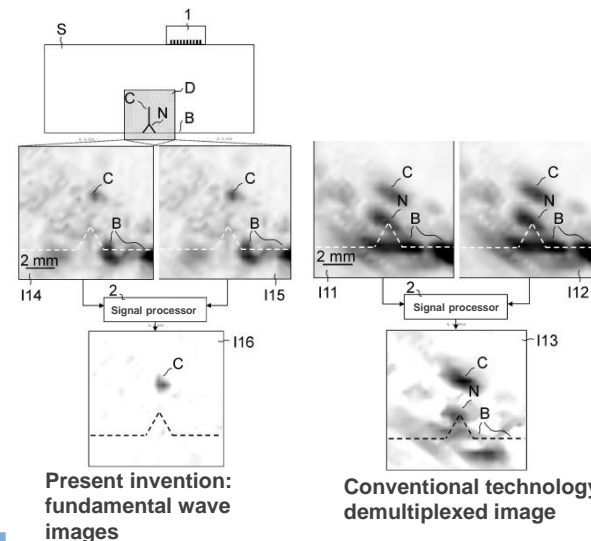 S
1
D
C
N
B
C
B
2 mm
I14
I15
2
Signal processor
I16
C
Present invention:
fundamental wave
images
C
N
B
2 mm
I11
C
N
B
I12
2
Signal processor
I13
C
N
B
Conventional technology
demultiplexed image